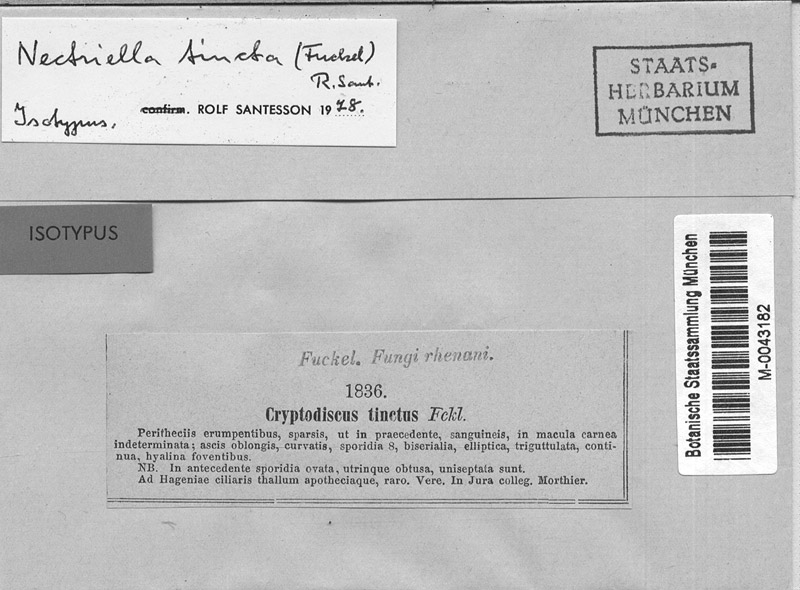 Nectriella tincta (Fuckel)
R. Sant.
Isotypus.
confirm. ROLF SANTESSON 1978.
STAATS-
HERBARIUM
MÜNCHEN
ISOTYPUS
Botanische Staatssammlung München
M-0043182
Fuckel. Fungi rhenani.
1836.
Cryptodiscus tinctus Fckl.
Peritheciis erumpentibus, sparsis, ut in praecedente, sanguineis, in macula carnea
indeterminata; ascis oblongis, curvatis, sporidia 8, biserialia, elliptica, triguttulata, conti-
nua, hyalina foventibus.
NB. In antecedente sporidia ovata, utrinque obtusa, uniseptata sunt.
Ad Hageniae ciliaris thallum apotheciaque, raro. Vere. In Jura colleg. Morthier.